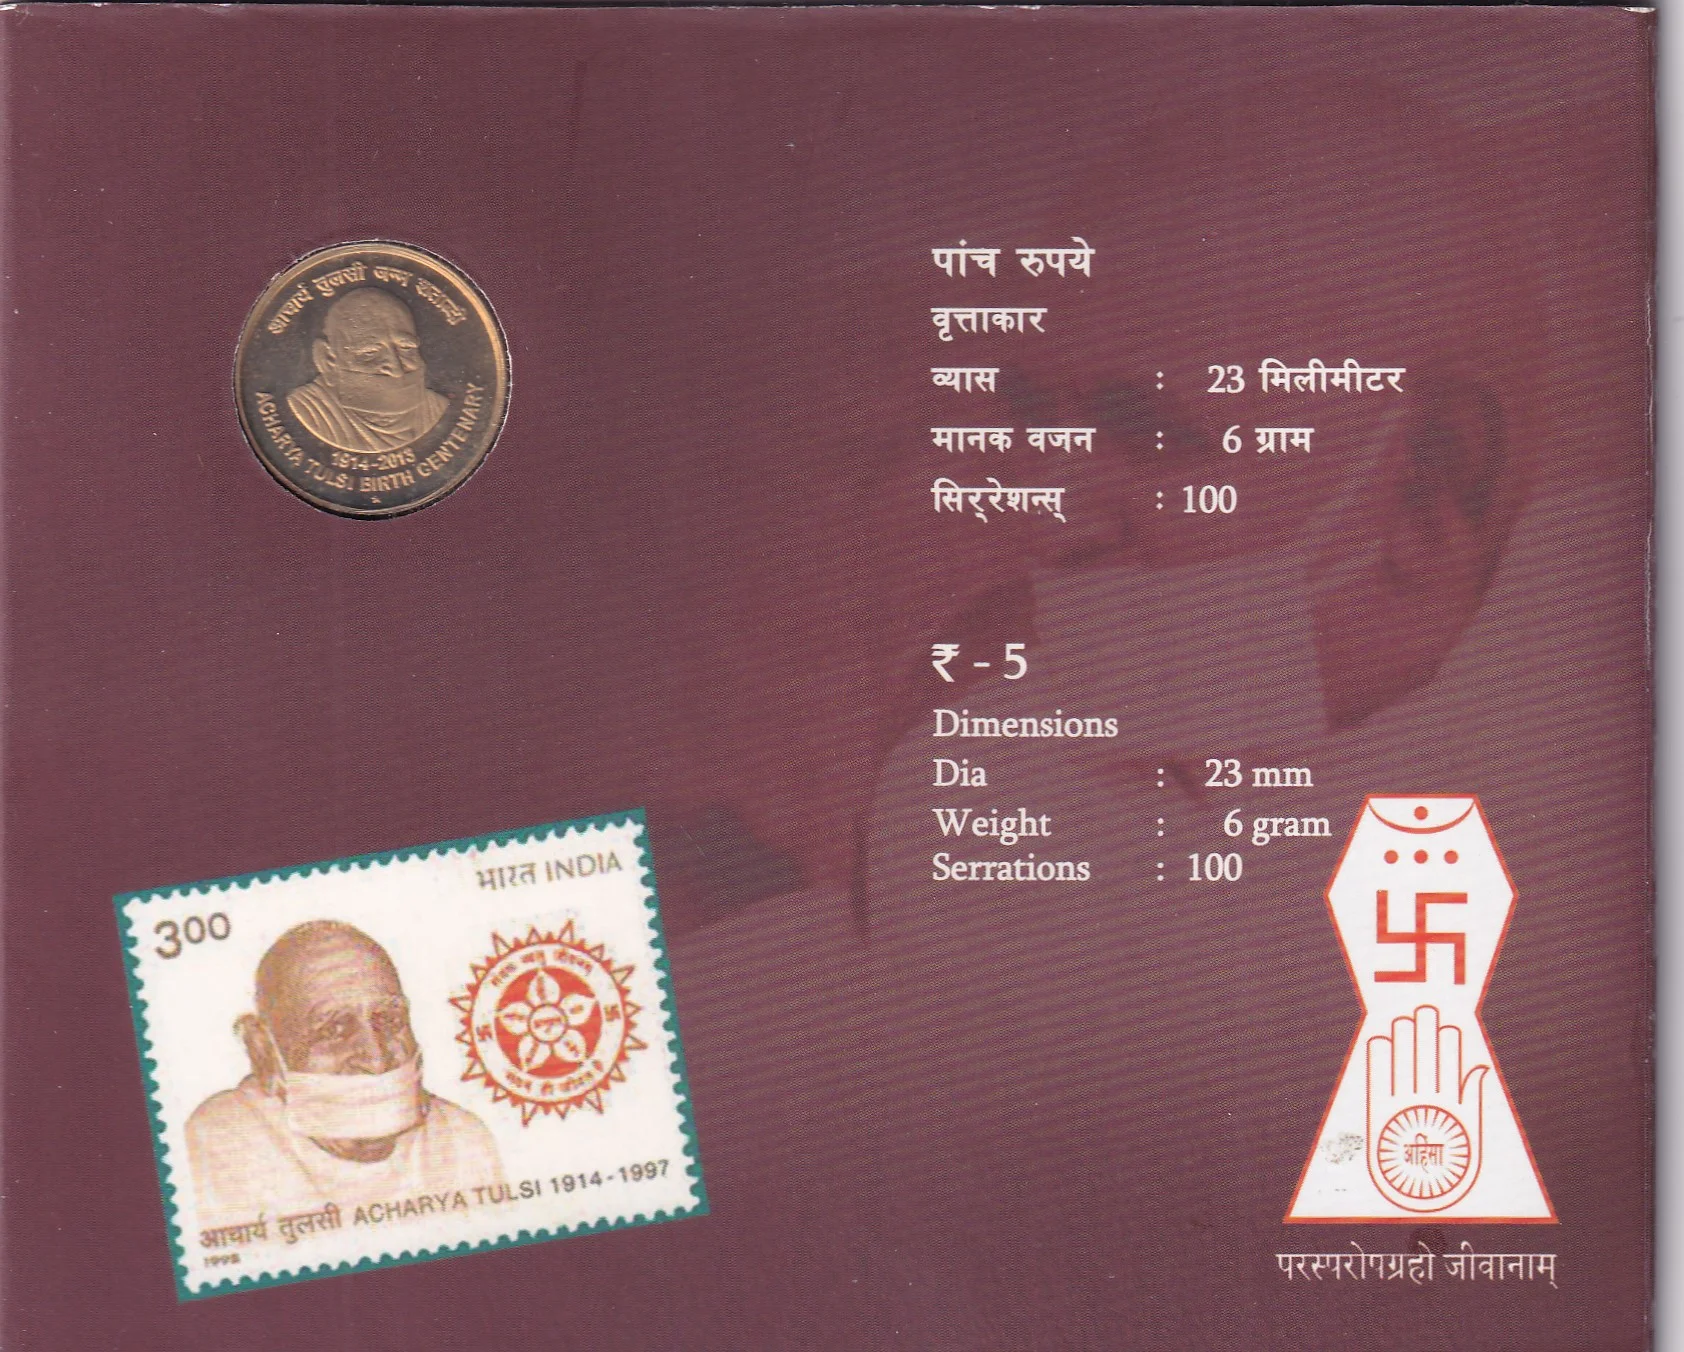 आचार्य तुलसी जन्म शताब्दी
1914-2013
ACHARYA TULSI BIRTH CENTENARY
पांच रुपये
वृत्ताकार
व्यास : 23 मिलीमीटर
मानक वजन : 6 ग्राम
सिर्रेशन्स् : 100
₹ - 5
Dimensions
Dia : 23 mm
Weight : 6 gram
Serrations : 100
भारत INDIA
300
आचार्य तुलसी ACHARYA TULSI 1914-1997
1998
अहिंसा
परस्परोपग्रहो जीवानाम्